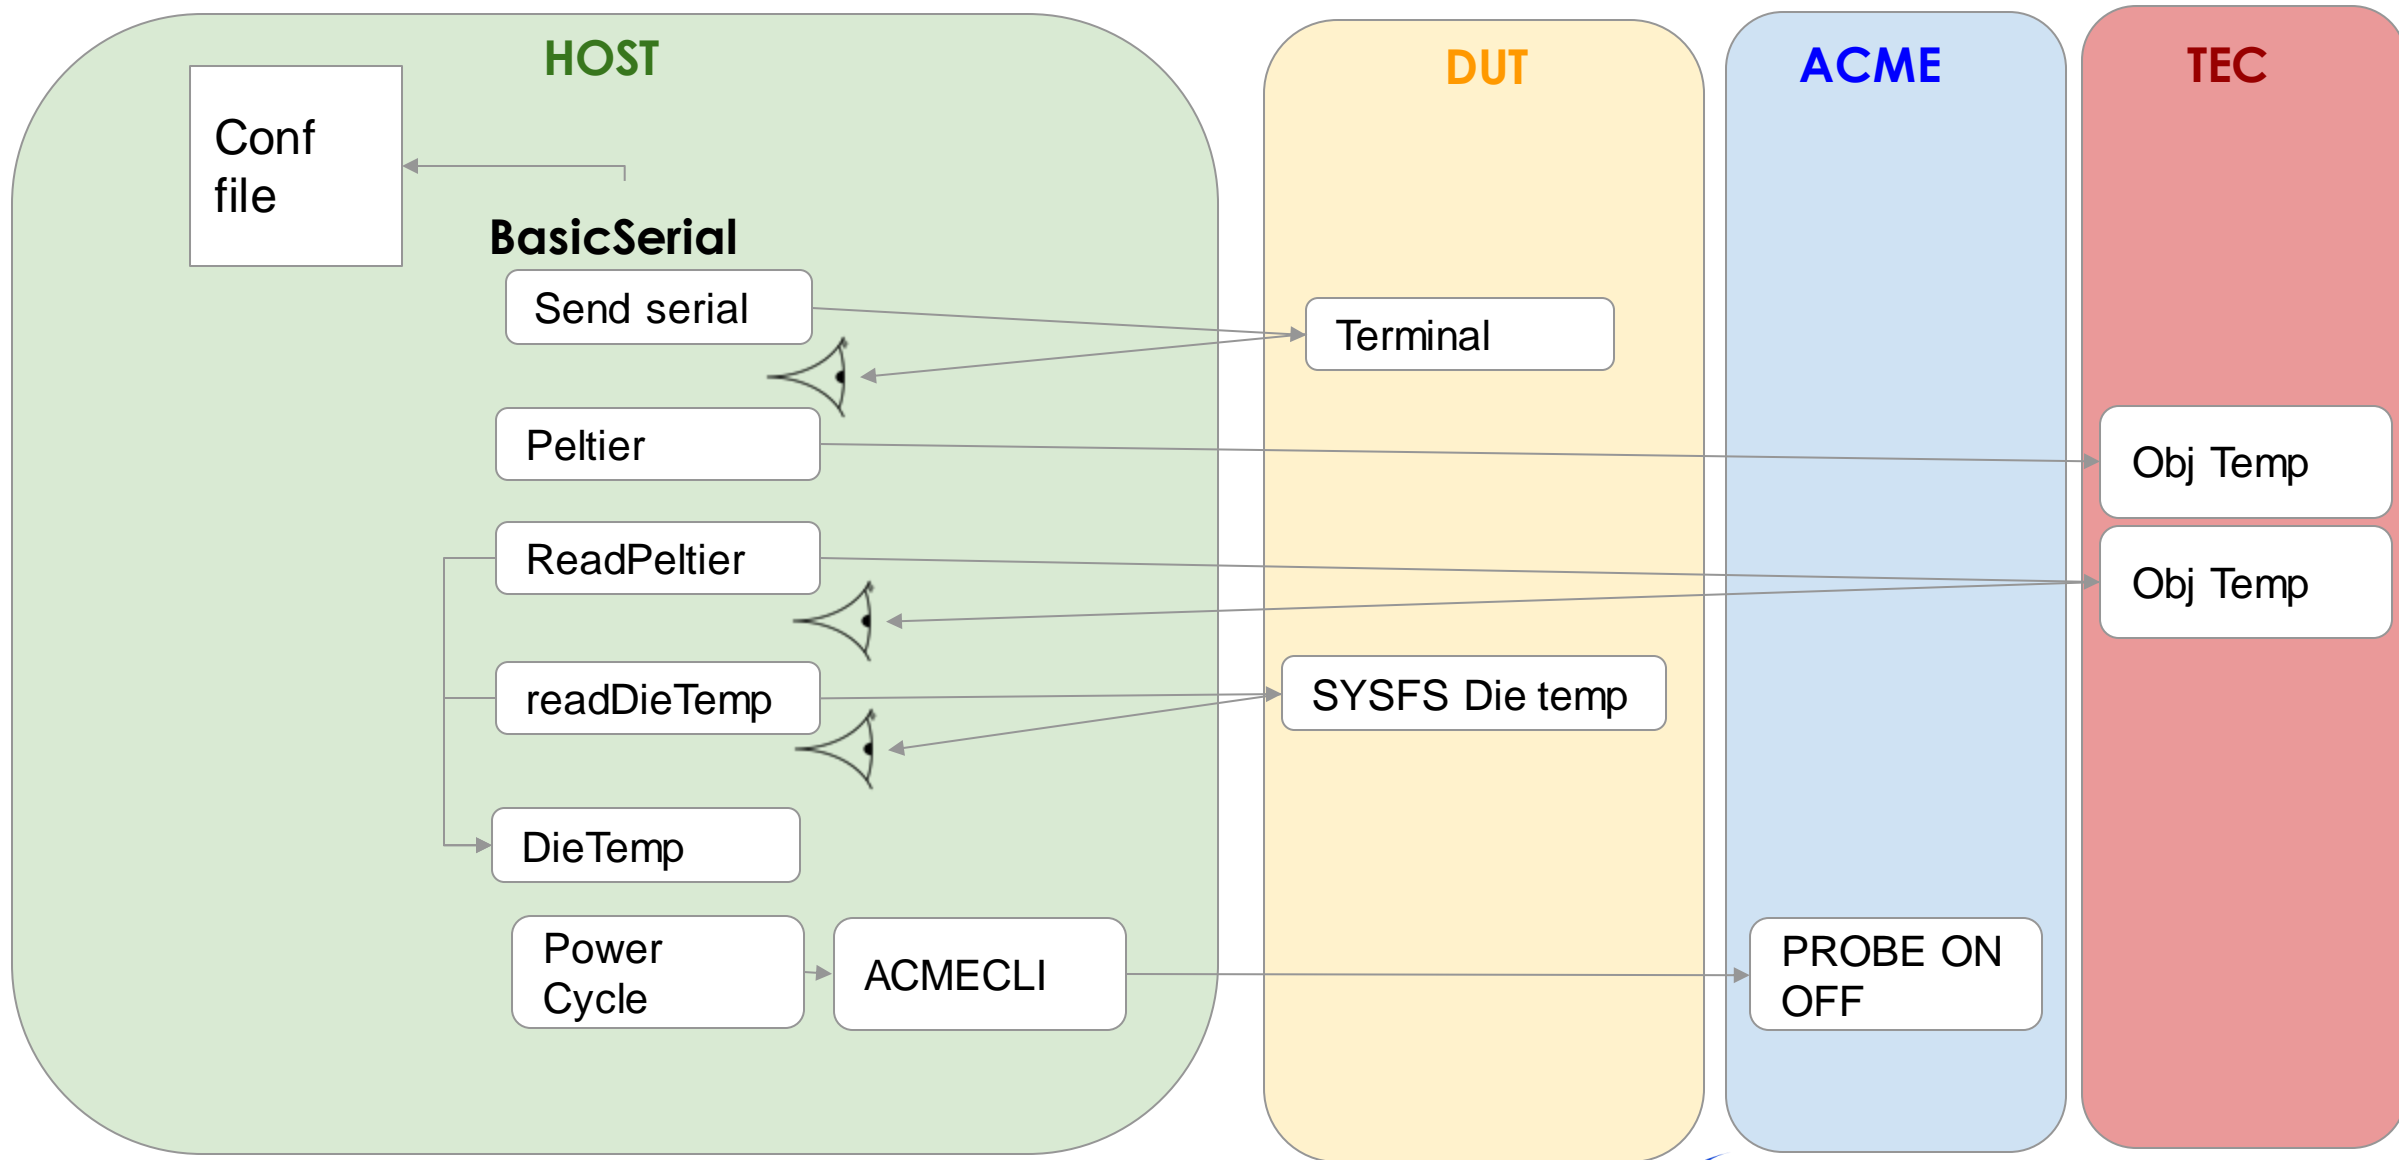 HOST
DUT
ACME
TEC
Conf
file
BasicSerial
Send serial
Terminal
Peltier
Obj Temp
ReadPeltier
Obj Temp
readDieTemp
SYSFS Die temp
DieTemp
Power
Cycle
ACMECLI
PROBE ON
OFF